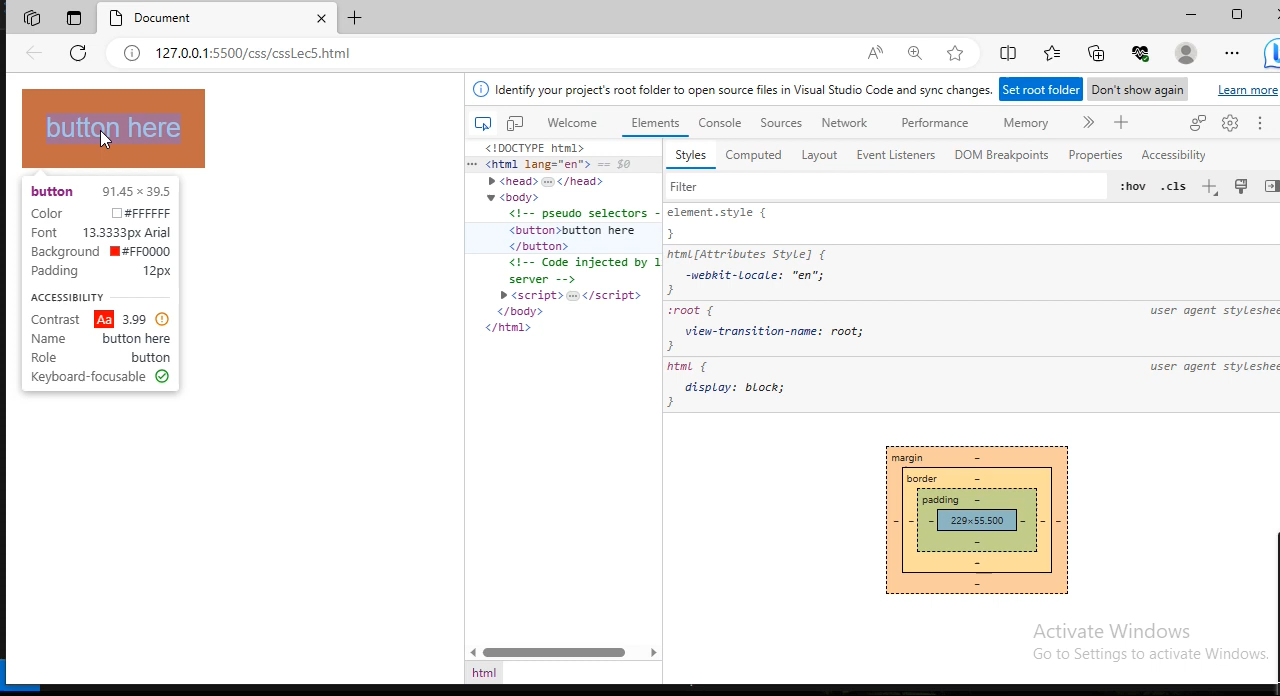 Document
127.0.0.1:5500/css/cssLec5.html
button here
button 91.45 × 39.5
Color #FFFFFF
Font 13.3333px Arial
Background #FF0000
Padding 12px
ACCESSIBILITY
Contrast Aa 3.99
Name button here
Role button
Keyboard-focusable
Identify your project's root folder to open source files in Visual Studio Code and sync changes. Set root folder Don't show again Learn more
Welcome Elements Console Sources Network Performance Memory
<!DOCTYPE html>
<html lang="en"> == $0
<head> … </head>
<body>
<!-- pseudo selectors -
<button>button here
</button>
<!-- Code injected by
server -->
<script> … </script>
</body>
</html>
html
Styles Computed Layout Event Listeners DOM Breakpoints Properties Accessibility
Filter :hov .cls
element.style {
}
html[Attributes Style] {
-webkit-locale: "en";
}
:root { user agent styleshee
view-transition-name: root;
}
html { user agent styleshee
display: block;
}
margin -
border -
padding -
- - - 229×55.500 - - -
-
-
-
Activate Windows
Go to Settings to activate Windows.